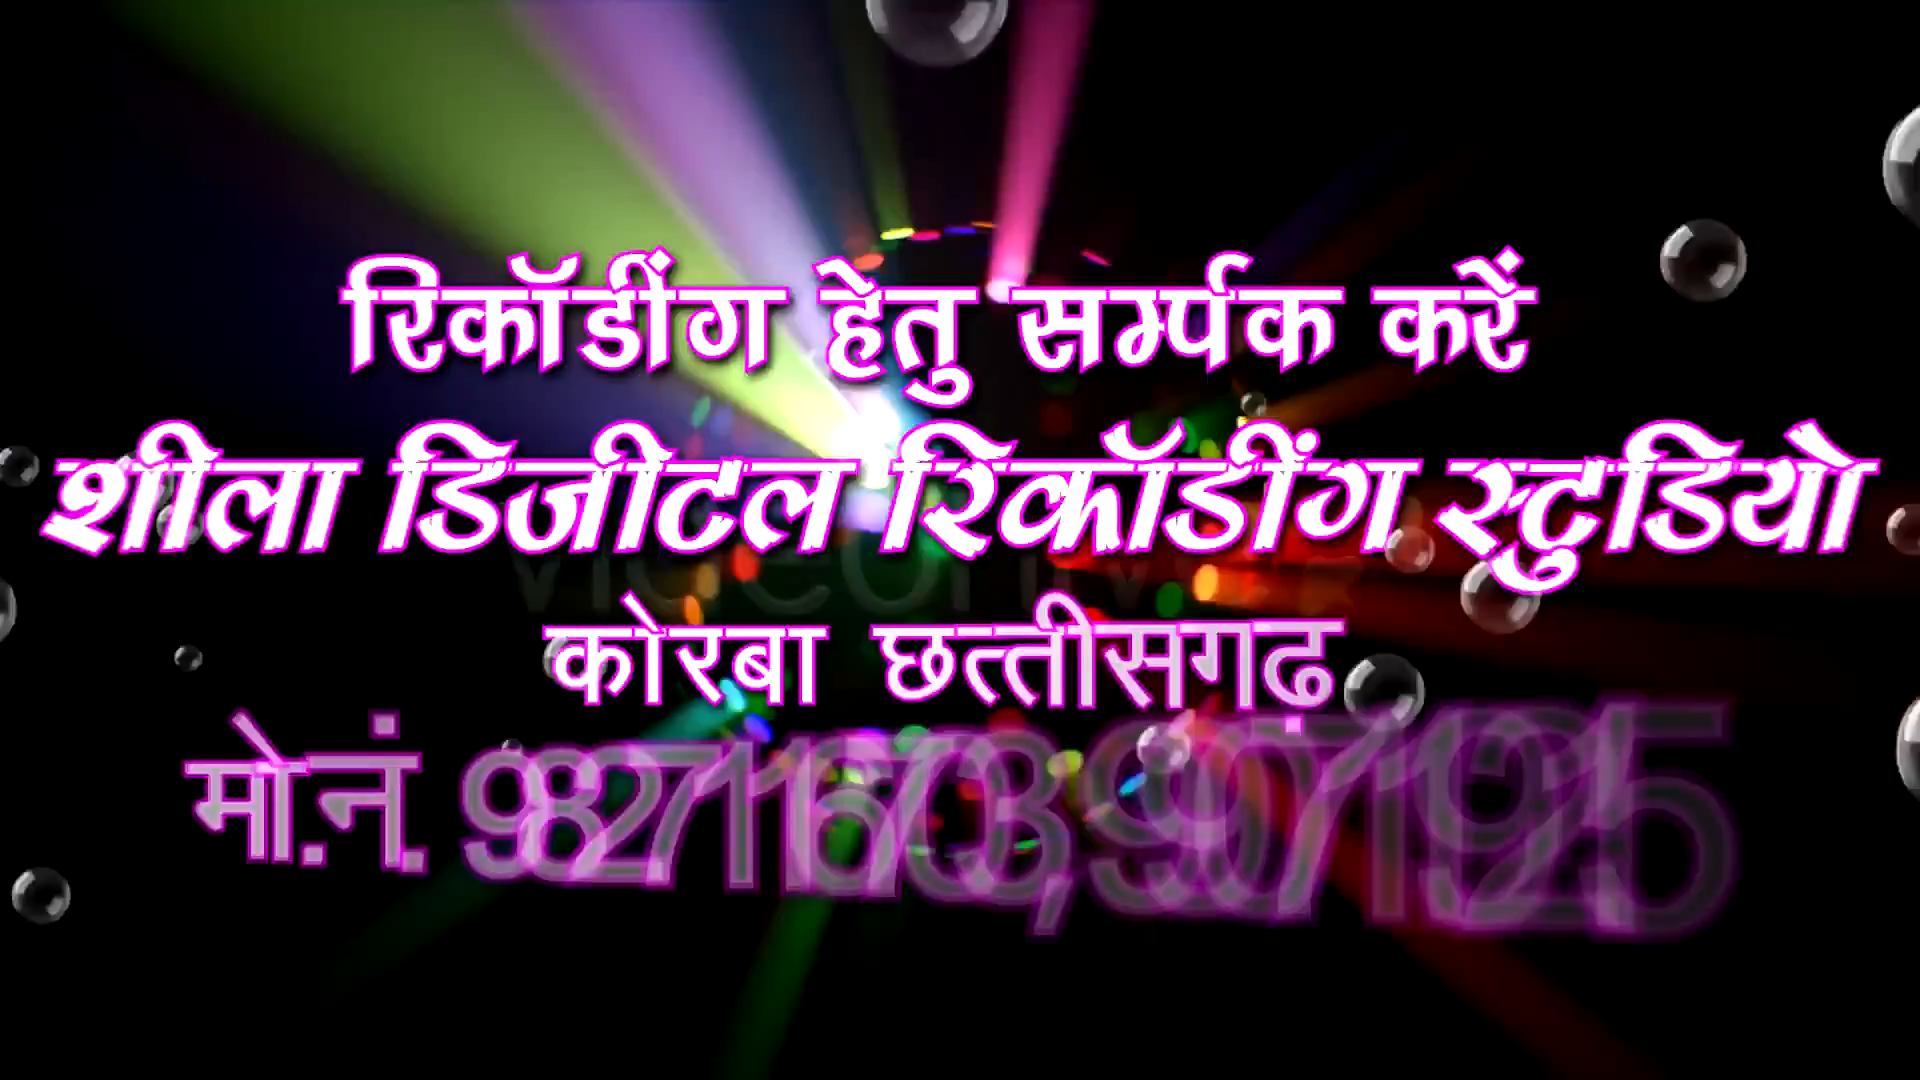 रिकॉर्डींग हेतु सर्म्पक करें
शीला डिजीटल रिकॉर्डींग स्टुडियो
कोरबा छत्तीसगढ़
मो.नं.